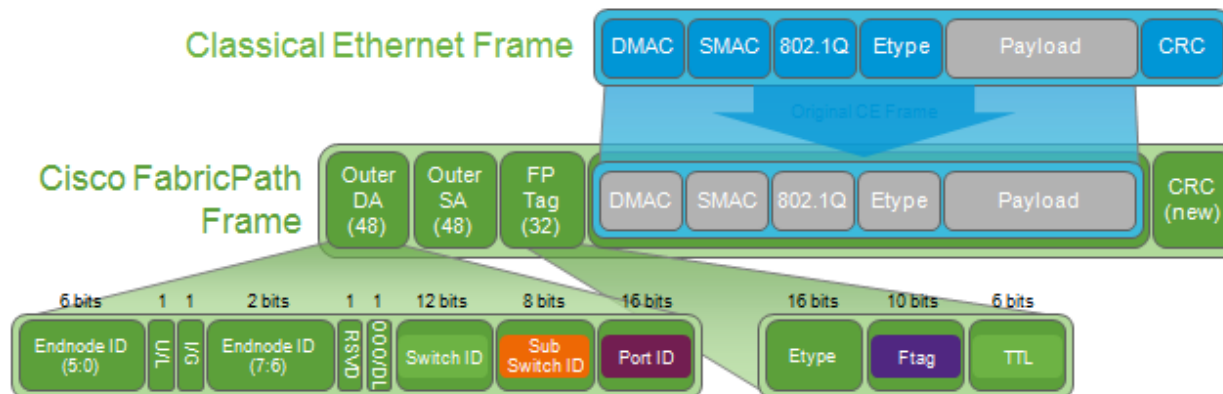 Classical Ethernet Frame
DMAC SMAC 802.1Q Etype Payload CRC
Original CE Frame
Cisco FabricPath
Frame
Outer
DA
(48)
Outer
SA
(48)
FP
Tag
(32)
DMAC SMAC 802.1Q Etype Payload
CRC
(new)
6 bits 1 1 2 bits 1 1 12 bits 8 bits 16 bits
Endnode ID
(5:0)
U/L
I/G
Endnode ID
(7:6)
RSVD
OOO/DL
Switch ID
Sub
Switch ID
Port ID
16 bits 10 bits 6 bits
Etype Ftag TTL